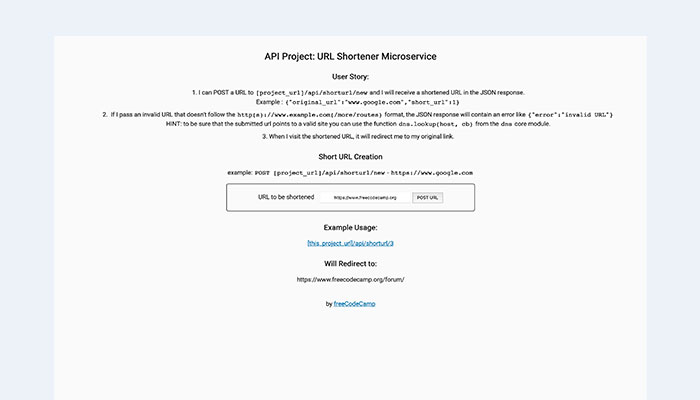 API Project: URL Shortener Microservice
User Story:
1. I can POST a URL to [project_url]/api/shorturl/new and I will receive a shortened URL in the JSON response.
Example : {"original_url":"www.google.com","short_url":1}
2. If I pass an invalid URL that doesn't follow the http(s)://www.example.com(/more/routes) format, the JSON response will contain an error like {"error":"invalid URL"}
HINT: to be sure that the submitted url points to a valid site you can use the function dns.lookup(host, cb) from the dns core module.
3. When I visit the shortened URL, it will redirect me to my original link.
Short URL Creation
example: POST [project_url]/api/shorturl/new - https://www.google.com
URL to be shortened https://www.freecodecamp.org POST URL
Example Usage:
[this_project_url]/api/shorturl/3
Will Redirect to:
https://www.freecodecamp.org/forum/
by freeCodeCamp